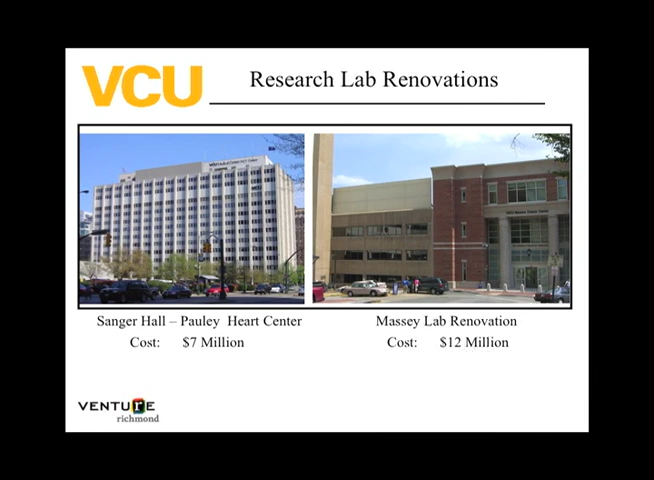 VCU
Research Lab Renovations
Sanger Hall – Pauley Heart Center
Cost: $7 Million
Massey Lab Renovation
Cost: $12 Million
VENTURE
richmond